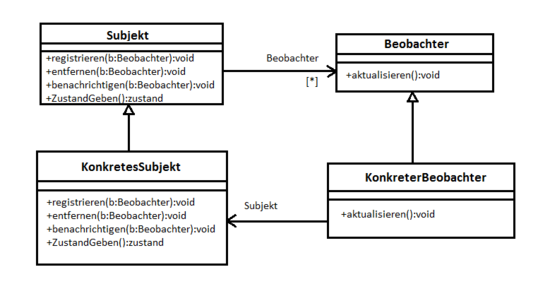 Subjekt
+registrieren(b:Beobachter):void
+entfernen(b:Beobachter):void
+benachrichtigen(b:Beobachter):void
+ZustandGeben():zustand
Beobachter
[*]
Beobachter
+aktualisieren():void
KonkretesSubjekt
+registrieren(b:Beobachter):void
+entfernen(b:Beobachter):void
+benachrichtigen(b:Beobachter):void
+ZustandGeben():zustand
Subjekt
KonkreterBeobachter
+aktualisieren():void